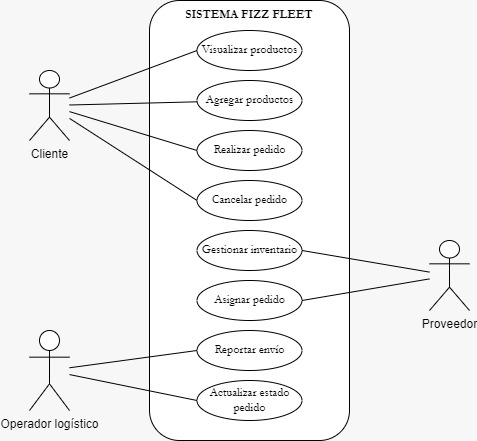 SISTEMA FIZZ FLEET
Visualizar productos
Agregar productos
Realizar pedido
Cliente
Cancelar pedido
Gestionar inventario
Asignar pedido
Proveedor
Reportar envío
Actualizar estado
pedido
Operador logístico